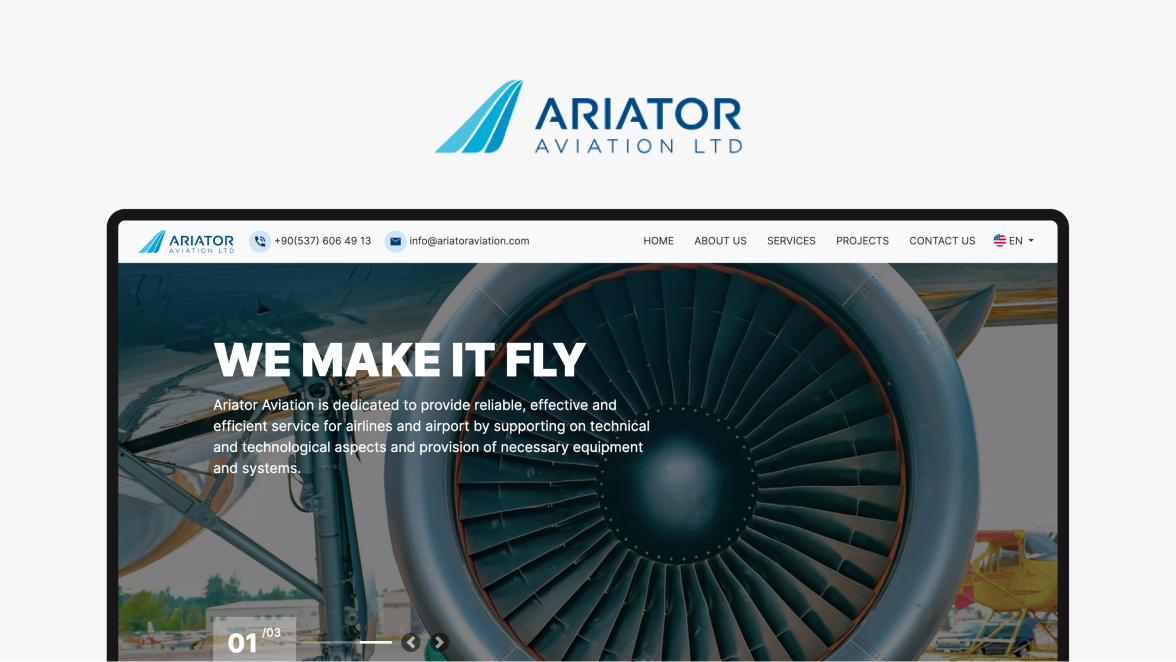 ARIATOR
AVIATION LTD
ARIATOR
AVIATION LTD
+90(537) 606 49 13
info@ariatoraviation.com
HOME
ABOUT US
SERVICES
PROJECTS
CONTACT US
EN
WE MAKE IT FLY
Ariator Aviation is dedicated to provide reliable, effective and
efficient service for airlines and airport by supporting on technical
and technological aspects and provision of necessary equipment
and systems.
01 /03